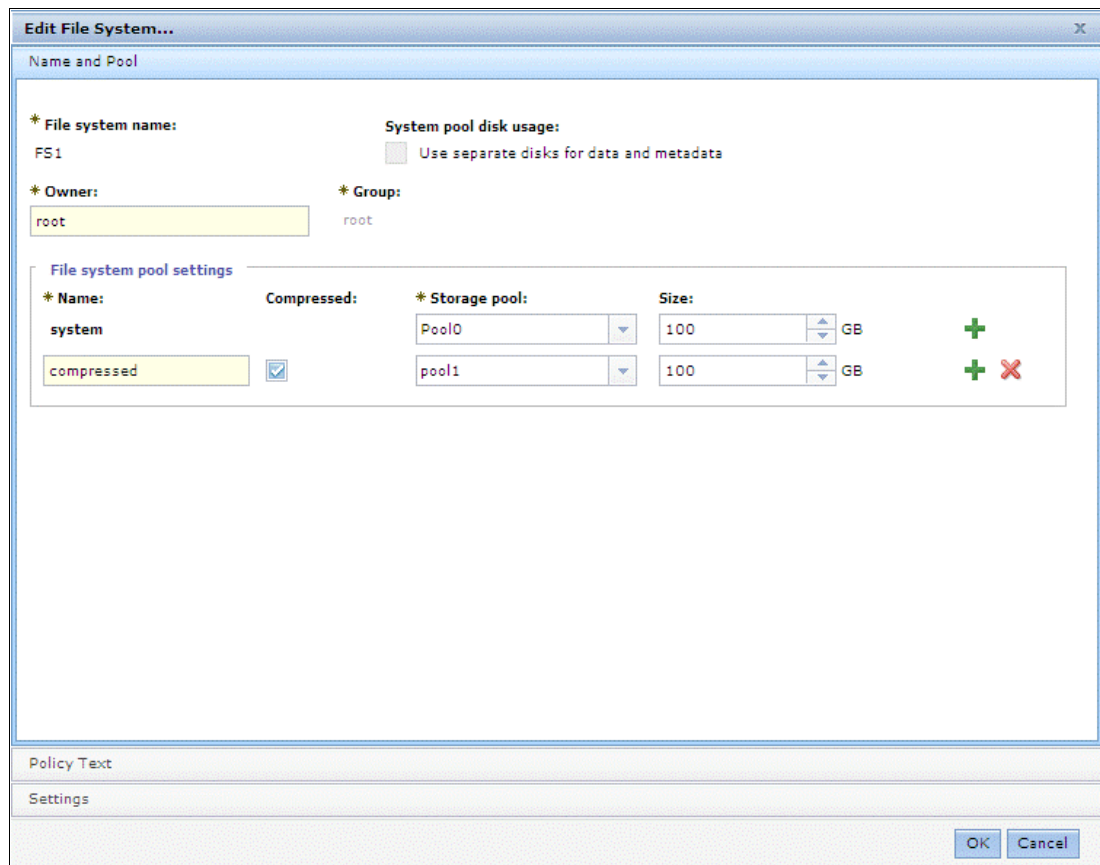 Edit File System...
x
Name and Pool
* File system name:
System pool disk usage:
FS1
Use separate disks for data and metadata
* Owner:
* Group:
root
root
File system pool settings
* Name:
Compressed:
* Storage pool:
Size:
system
Pool0
100
GB
compressed
pool1
100
GB
Policy Text
Settings
OK
Cancel